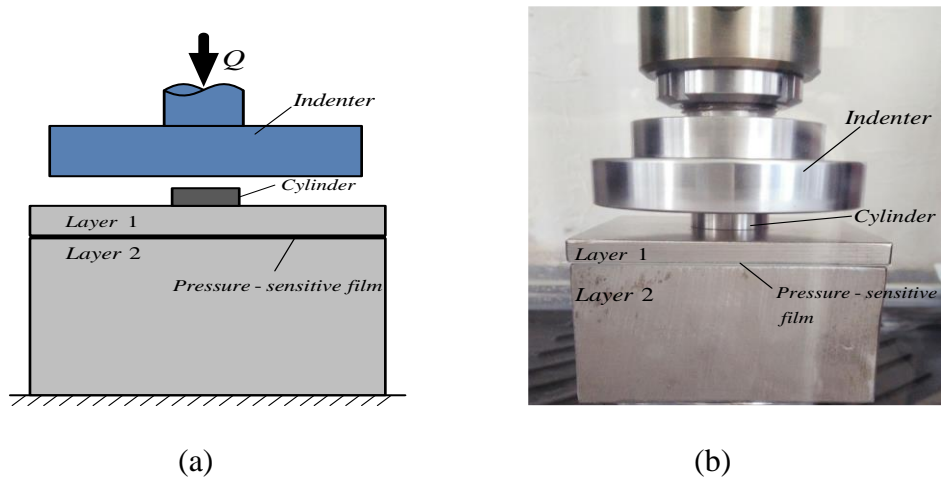 Q
Indenter
Cylinder
Layer 1
Layer 2
Pressure - sensitive film
(a)
Indenter
Cylinder
Layer 1
Layer 2
Pressure - sensitive
film
(b)